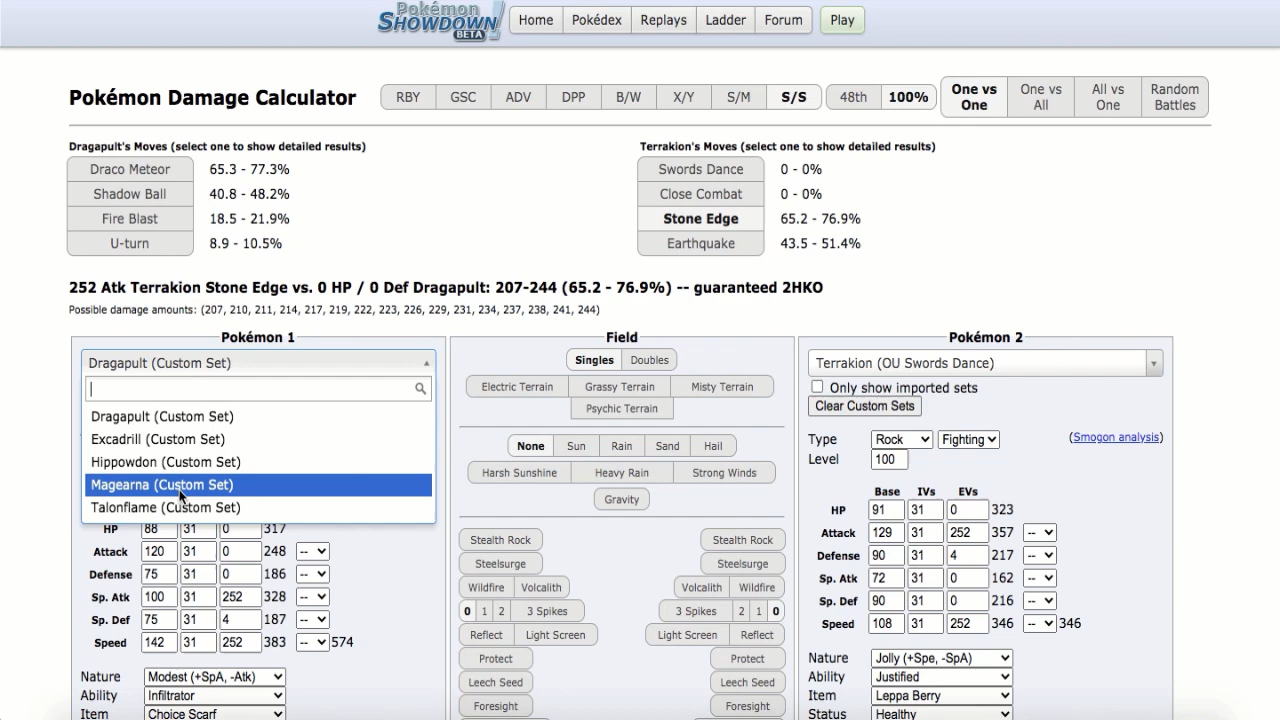 Pokémon
SHOWDOWN
BETA
Home Pokédex Replays Ladder Forum Play
Pokémon Damage Calculator RBY GSC ADV DPP B/W X/Y S/M S/S 48th 100% One vs One One vs All All vs One Random Battles
Dragapult's Moves (select one to show detailed results) Terrakion's Moves (select one to show detailed results)
Draco Meteor 65.3 - 77.3% Swords Dance 0 - 0%
Shadow Ball 40.8 - 48.2% Close Combat 0 - 0%
Fire Blast 18.5 - 21.9% Stone Edge 65.2 - 76.9%
U-turn 8.9 - 10.5% Earthquake 43.5 - 51.4%
252 Atk Terrakion Stone Edge vs. 0 HP / 0 Def Dragapult: 207-244 (65.2 - 76.9%) -- guaranteed 2HKO
Possible damage amounts: (207, 210, 211, 214, 217, 219, 222, 223, 226, 229, 231, 234, 237, 238, 241, 244)
Pokémon 1
Dragapult (Custom Set)
Dragapult (Custom Set)
Excadrill (Custom Set)
Hippowdon (Custom Set)
Magearna (Custom Set)
Talonflame (Custom Set)
HP 88 31 0 317
Attack 120 31 0 248 --
Defense 75 31 0 186 --
Sp. Atk 100 31 252 328 --
Sp. Def 75 31 4 187 --
Speed 142 31 252 383 -- 574
Nature Modest (+SpA, -Atk)
Ability Infiltrator
Item Choice Scarf
Field
Singles Doubles
Electric Terrain Grassy Terrain Misty Terrain
Psychic Terrain
None Sun Rain Sand Hail
Harsh Sunshine Heavy Rain Strong Winds
Gravity
Stealth Rock Stealth Rock
Steelsurge Steelsurge
Wildfire Volcalith Volcalith Wildfire
0 1 2 3 Spikes 3 Spikes 2 1 0
Reflect Light Screen Light Screen Reflect
Protect Protect
Leech Seed Leech Seed
Foresight Foresight
Pokémon 2
Terrakion (OU Swords Dance)
Only show imported sets
Clear Custom Sets
Type Rock Fighting (Smogon analysis)
Level 100
Base IVs EVs
HP 91 31 0 323
Attack 129 31 252 357 --
Defense 90 31 4 217 --
Sp. Atk 72 31 0 162 --
Sp. Def 90 31 0 216 --
Speed 108 31 252 346 -- 346
Nature Jolly (+Spe, -SpA)
Ability Justified
Item Leppa Berry
Status Healthy